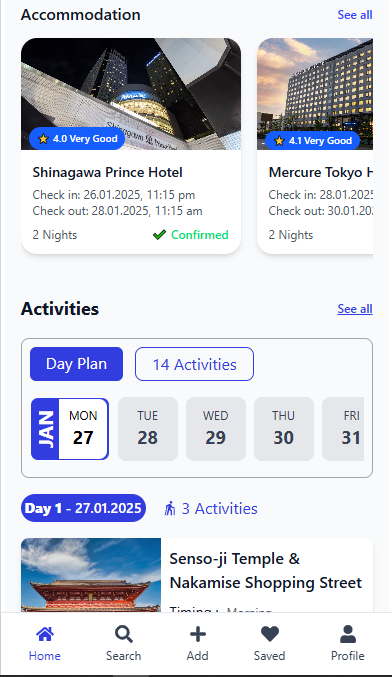 Accommodation
See all
4.0 Very Good
4.1 Very Good
Shinagawa Prince Hotel
Mercure Tokyo H
Check in: 26.01.2025, 11:15 pm
Check in: 28.01.2025
Check out: 28.01.2025, 11:15 am
Check out: 30.01.202
2 Nights
Confirmed
2 Nights
Activities
See all
Day Plan
14 Activities
JAN
MON
27
TUE
28
WED
29
THU
30
FRI
31
Day 1 - 27.01.2025
3 Activities
Senso-ji Temple &
Nakamise Shopping Street
Timing : Morning
Home
Search
Add
Saved
Profile